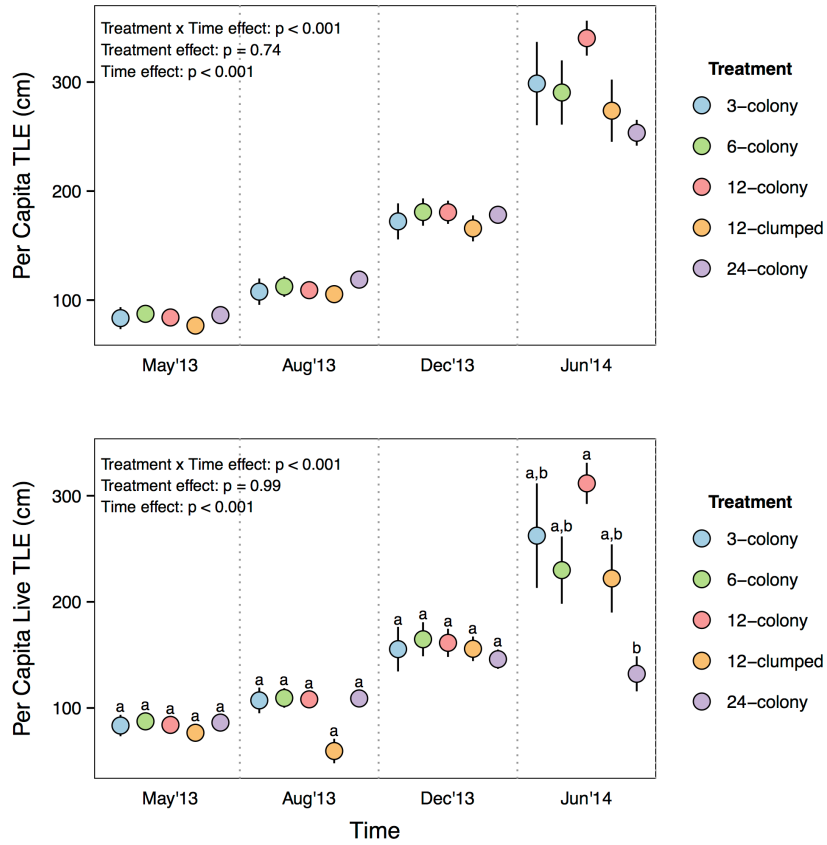 Treatment x Time effect: p < 0.001
Treatment effect: p = 0.74
Time effect: p < 0.001
Per Capita TLE (cm)
300
200
100
May'13 Aug'13 Dec'13 Jun'14
Treatment
3−colony
6−colony
12−colony
12−clumped
24−colony
Treatment x Time effect: p < 0.001
Treatment effect: p = 0.99
Time effect: p < 0.001
Per Capita Live TLE (cm)
300
200
100
a a a a a
a a a a a
a a a a a
a,b a,b a a,b b
May'13 Aug'13 Dec'13 Jun'14
Time
Treatment
3−colony
6−colony
12−colony
12−clumped
24−colony